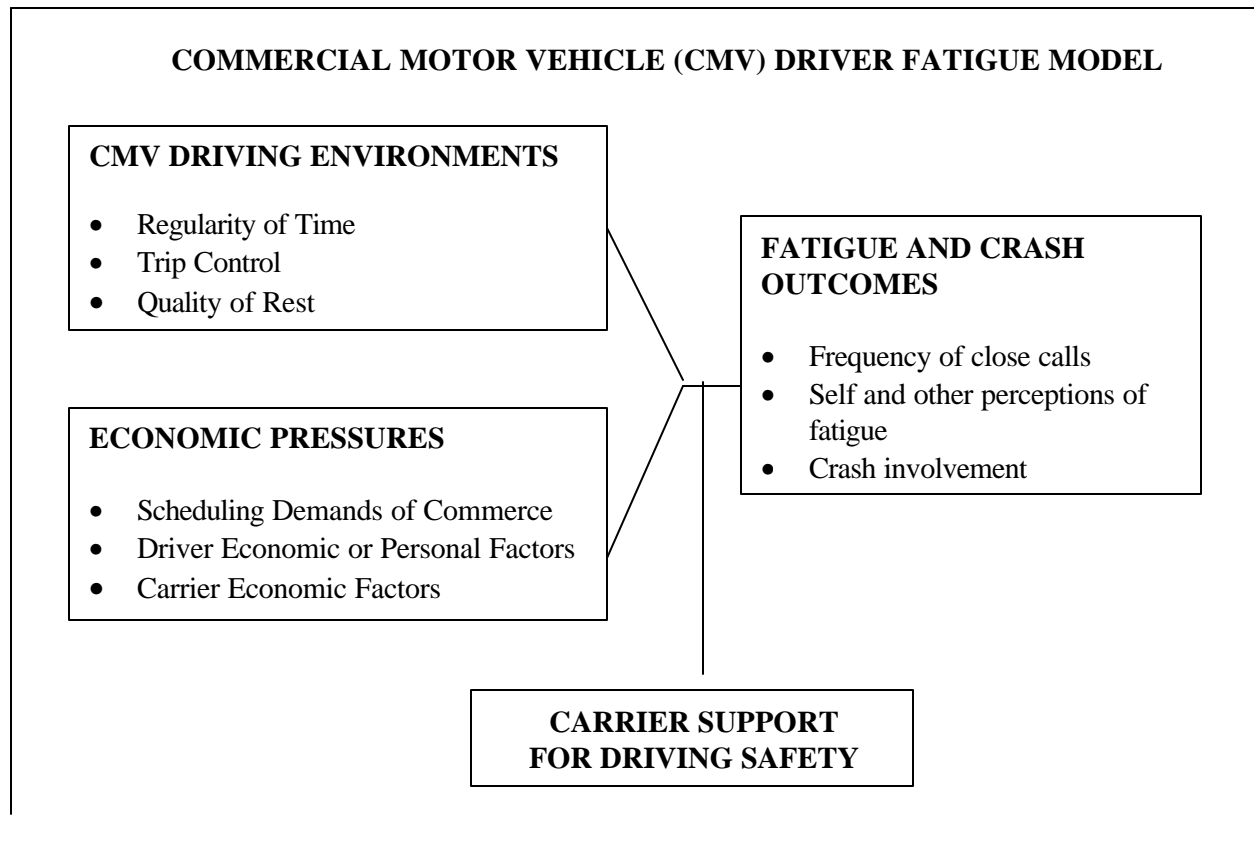 COMMERCIAL MOTOR VEHICLE (CMV) DRIVER FATIGUE MODEL
CMV DRIVING ENVIRONMENTS
• Regularity of Time
• Trip Control
• Quality of Rest
ECONOMIC PRESSURES
• Scheduling Demands of Commerce
• Driver Economic or Personal Factors
• Carrier Economic Factors
FATIGUE AND CRASH
OUTCOMES
• Frequency of close calls
• Self and other perceptions of
fatigue
• Crash involvement
CARRIER SUPPORT
FOR DRIVING SAFETY